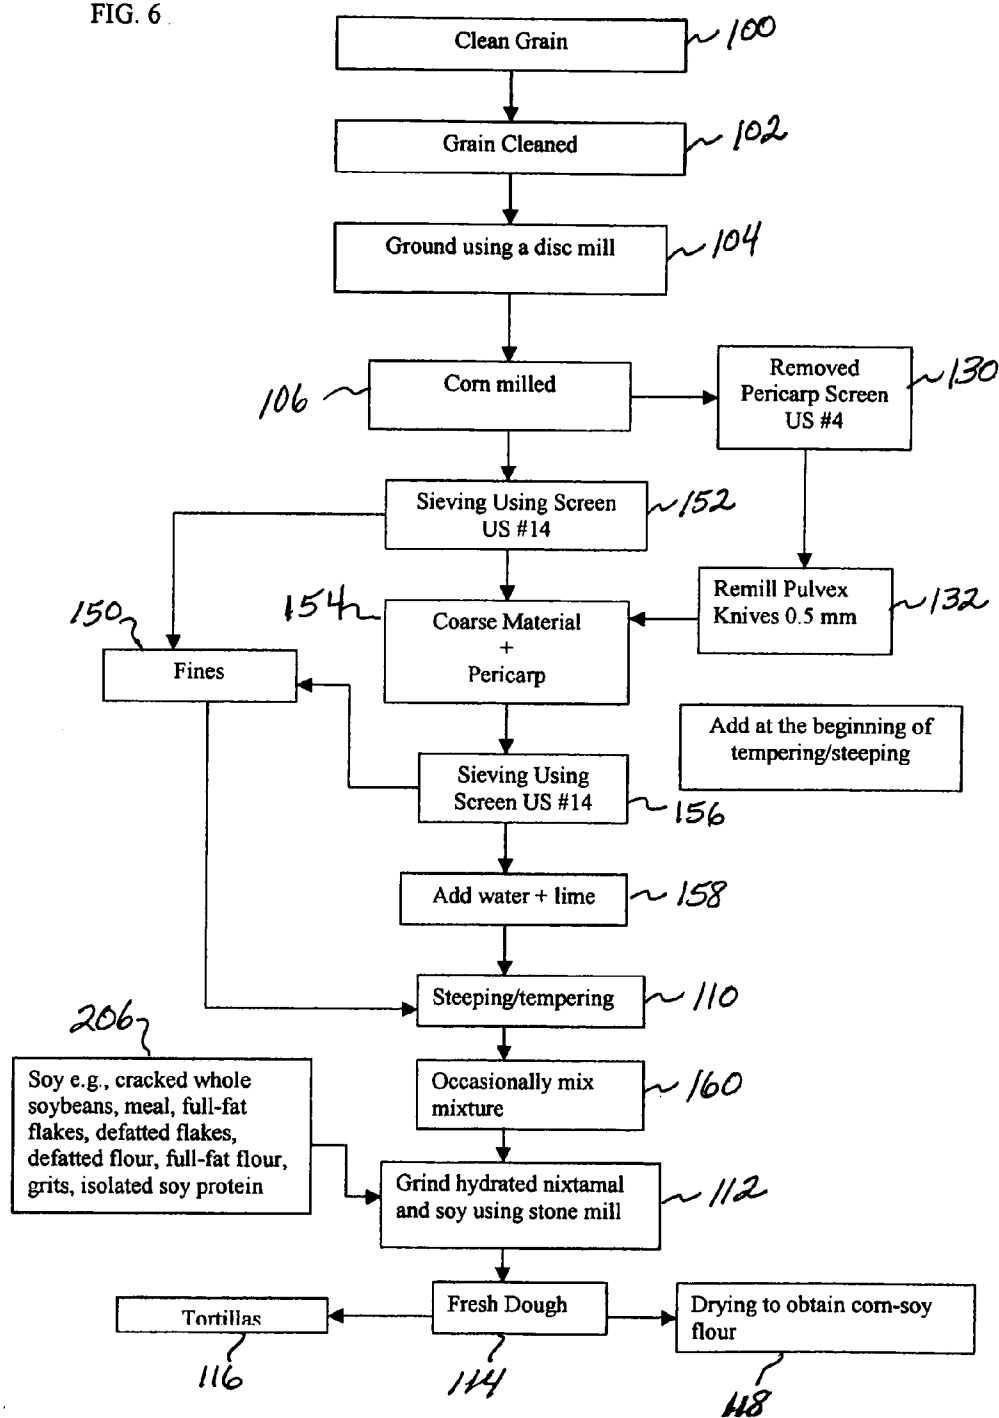 FIG. 6
Clean Grain
100
Grain Cleaned
102
Ground using a disc mill
104
Corn milled
106
Removed
Pericarp Screen
US #4
130
Sieving Using Screen
US #14
152
Remill Pulvex
Knives 0.5 mm
132
154
Coarse Material
+
Pericarp
150
Fines
Add at the beginning of
tempering/steeping
Sieving Using
Screen US #14
156
Add water + lime
158
Steeping/tempering
110
206
Soy e.g., cracked whole
soybeans, meal, full-fat
flakes, defatted flakes,
defatted flour, full-fat flour,
grits, isolated soy protein
Occasionally mix
mixture
160
Grind hydrated nixtamal
and soy using stone mill
112
Tortillas
116
Fresh Dough
114
Drying to obtain corn-soy
flour
118